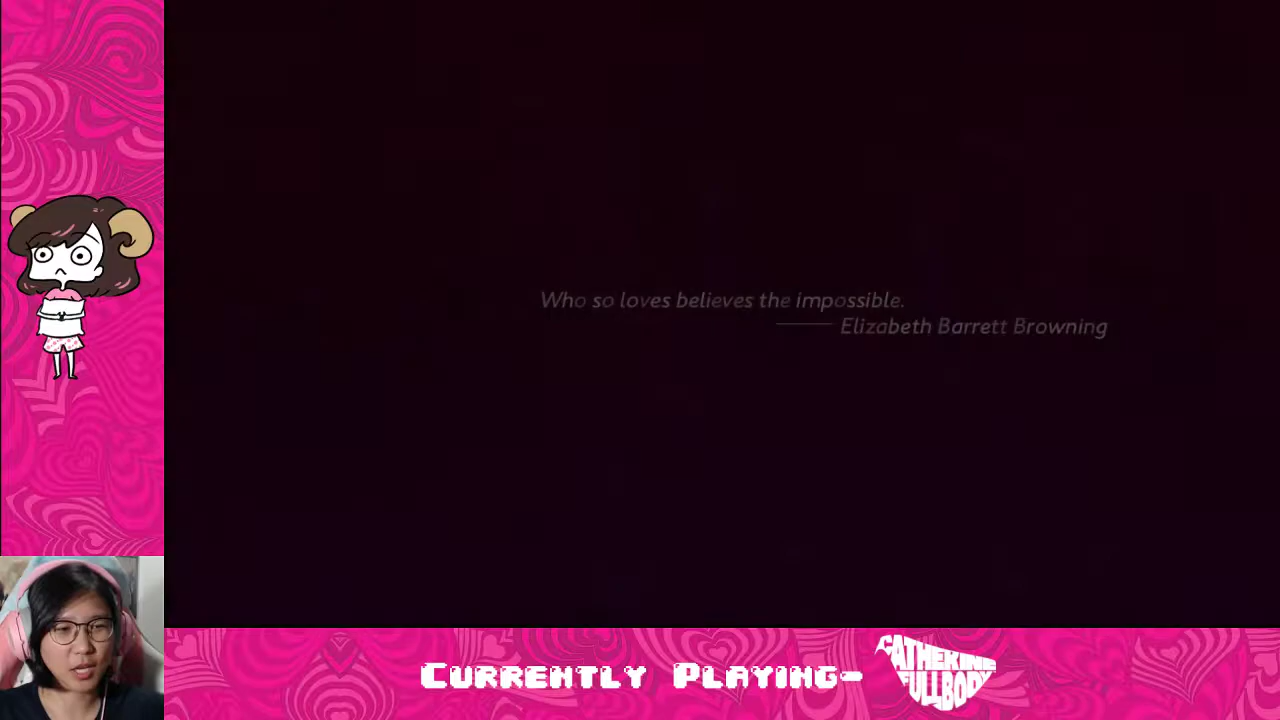 Who so loves believes the impossible.
Elizabeth Barrett Browning
Currently Playing-
CATHERINE
FULLBODY